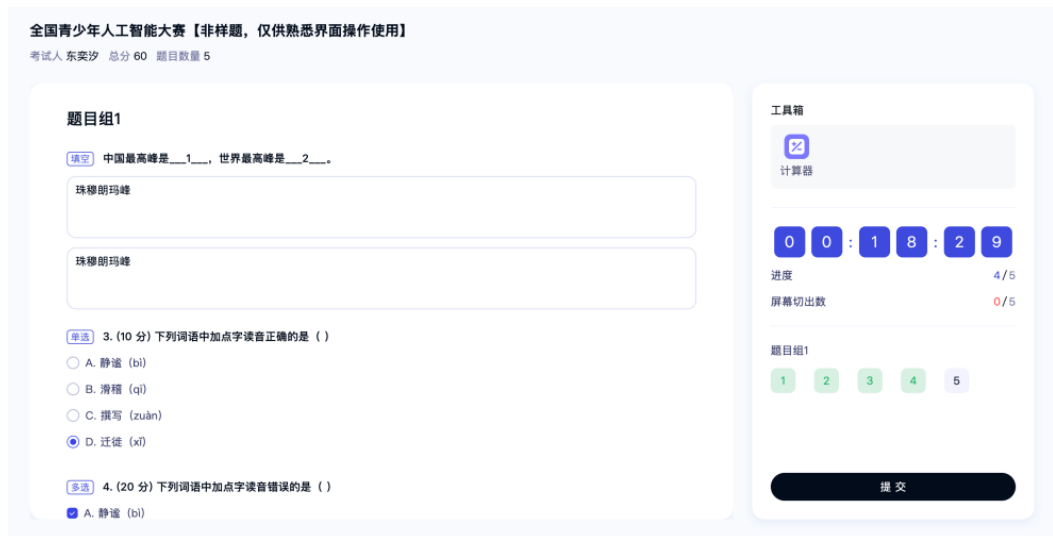 全国青少年人工智能大赛【非样题，仅供熟悉界面操作使用】
考试人 东奕汐 总分 60 题目数量 5
题目组1
填空 中国最高峰是___1___，世界最高峰是___2___。
珠穆朗玛峰
珠穆朗玛峰
单选 3. (10 分) 下列词语中加点字读音正确的是（ ）
A. 静谧（bì）
B. 滑稽（qī）
C. 撰写（zuàn）
D. 迁徙（xǐ）
多选 4. (20 分) 下列词语中加点字读音错误的是（ ）
A. 静谧（bì）
工具箱
计算器
00:18:29
进度 4/5
屏幕切出数 0/5
题目组1
1 2 3 4 5
提 交